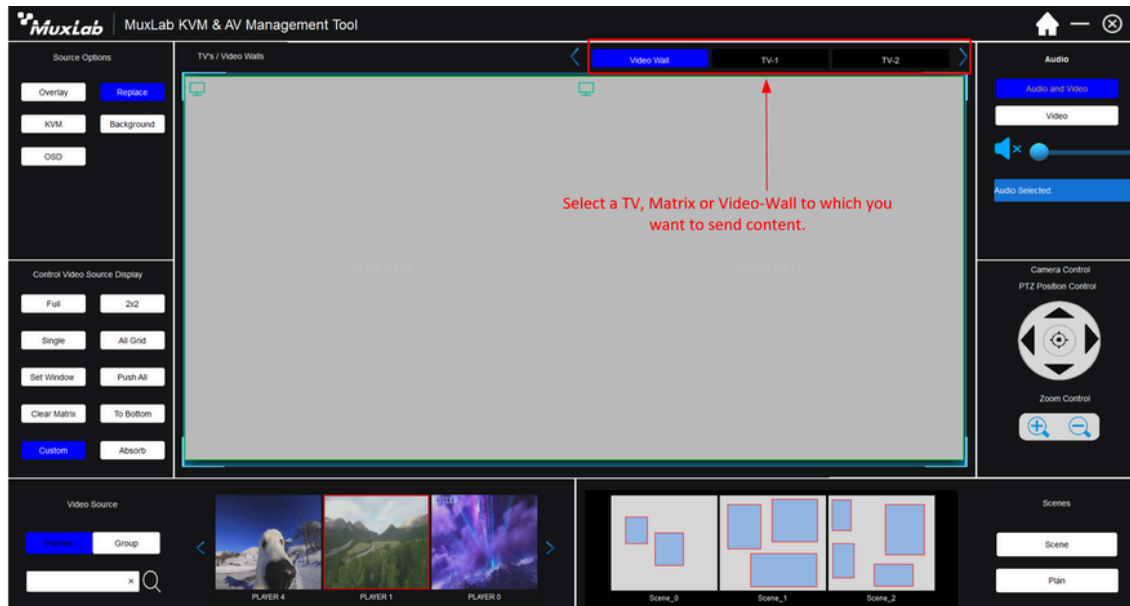 MuxLab
MuxLab KVM & AV Management Tool
Source Options
Overlay
Replace
KVM
Background
OSD
TV's / Video Walls
Video Wall
TV-1
TV-2
Select a TV, Matrix or Video-Wall to which you
want to send content.
Audio
Audio and Video
Video
Audio Selected:
Control Video Source Display
Full
2x2
Single
All Grid
Set Window
Push All
Clear Matrix
To Bottom
Custom
Absorb
Camera Control
PTZ Position Control
Zoom Control
Video Source
Preview
Group
PLAYER 4
PLAYER 1
PLAYER 0
Scene_0
Scene_1
Scene_2
Scenes
Scene
Plan